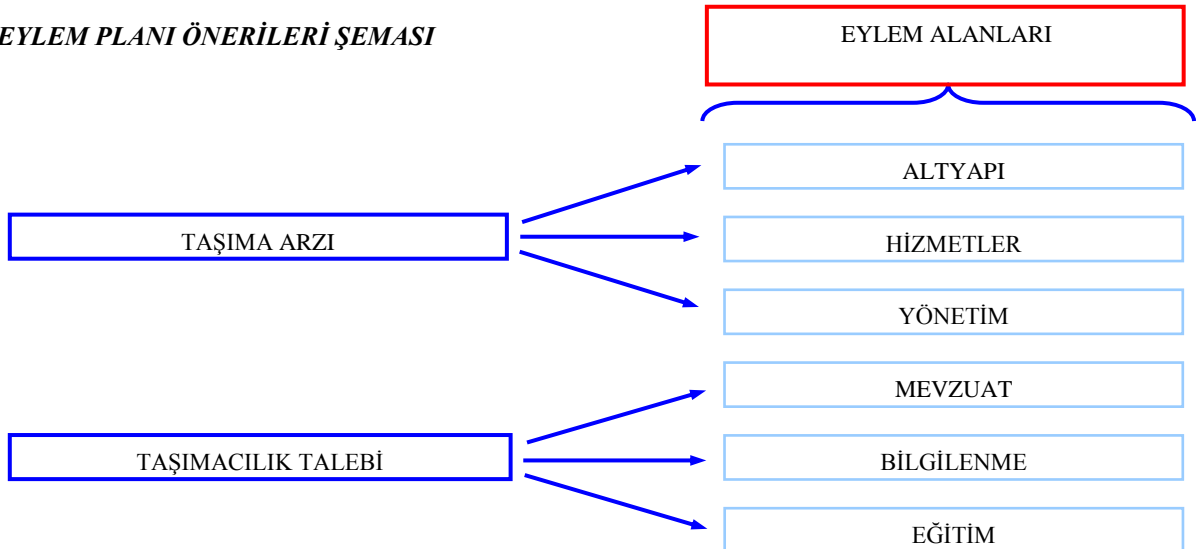 EYLEM PLANI ÖNERİLERİ ŞEMASI
EYLEM ALANLARI
ALTYAPI
TAŞIMA ARZI
HİZMETLER
YÖNETİM
MEVZUAT
TAŞIMACILIK TALEBİ
BİLGİLENME
EĞİTİM